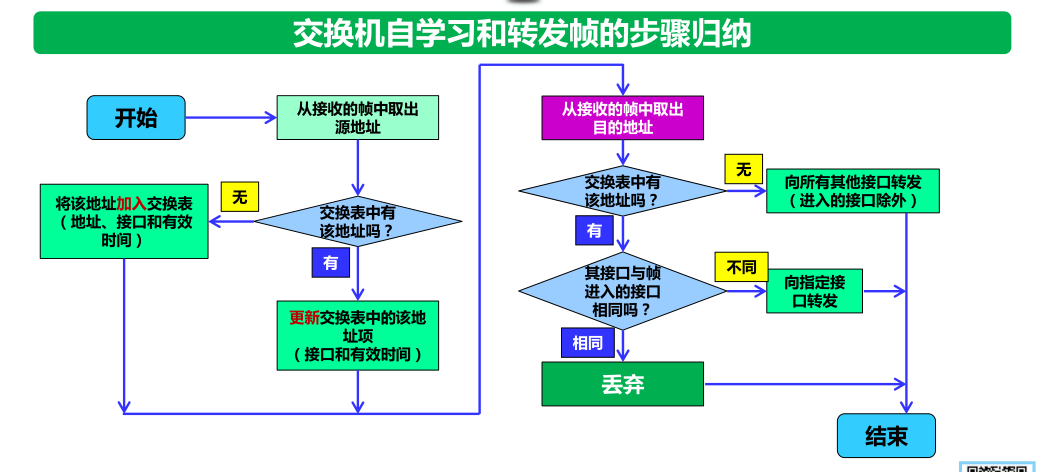 交换机自学习和转发帧的步骤归纳
开始
从接收的帧中取出
源地址
交换表中有
该地址吗？
无
将该地址加入交换表
（地址、接口和有效
时间）
有
更新交换表中的该地
址项
（接口和有效时间）
从接收的帧中取出
目的地址
交换表中有
该地址吗？
无
向所有其他接口转发
（进入的接口除外）
有
其接口与帧
进入的接口
相同吗？
不同
向指定接
口转发
相同
丢弃
结束